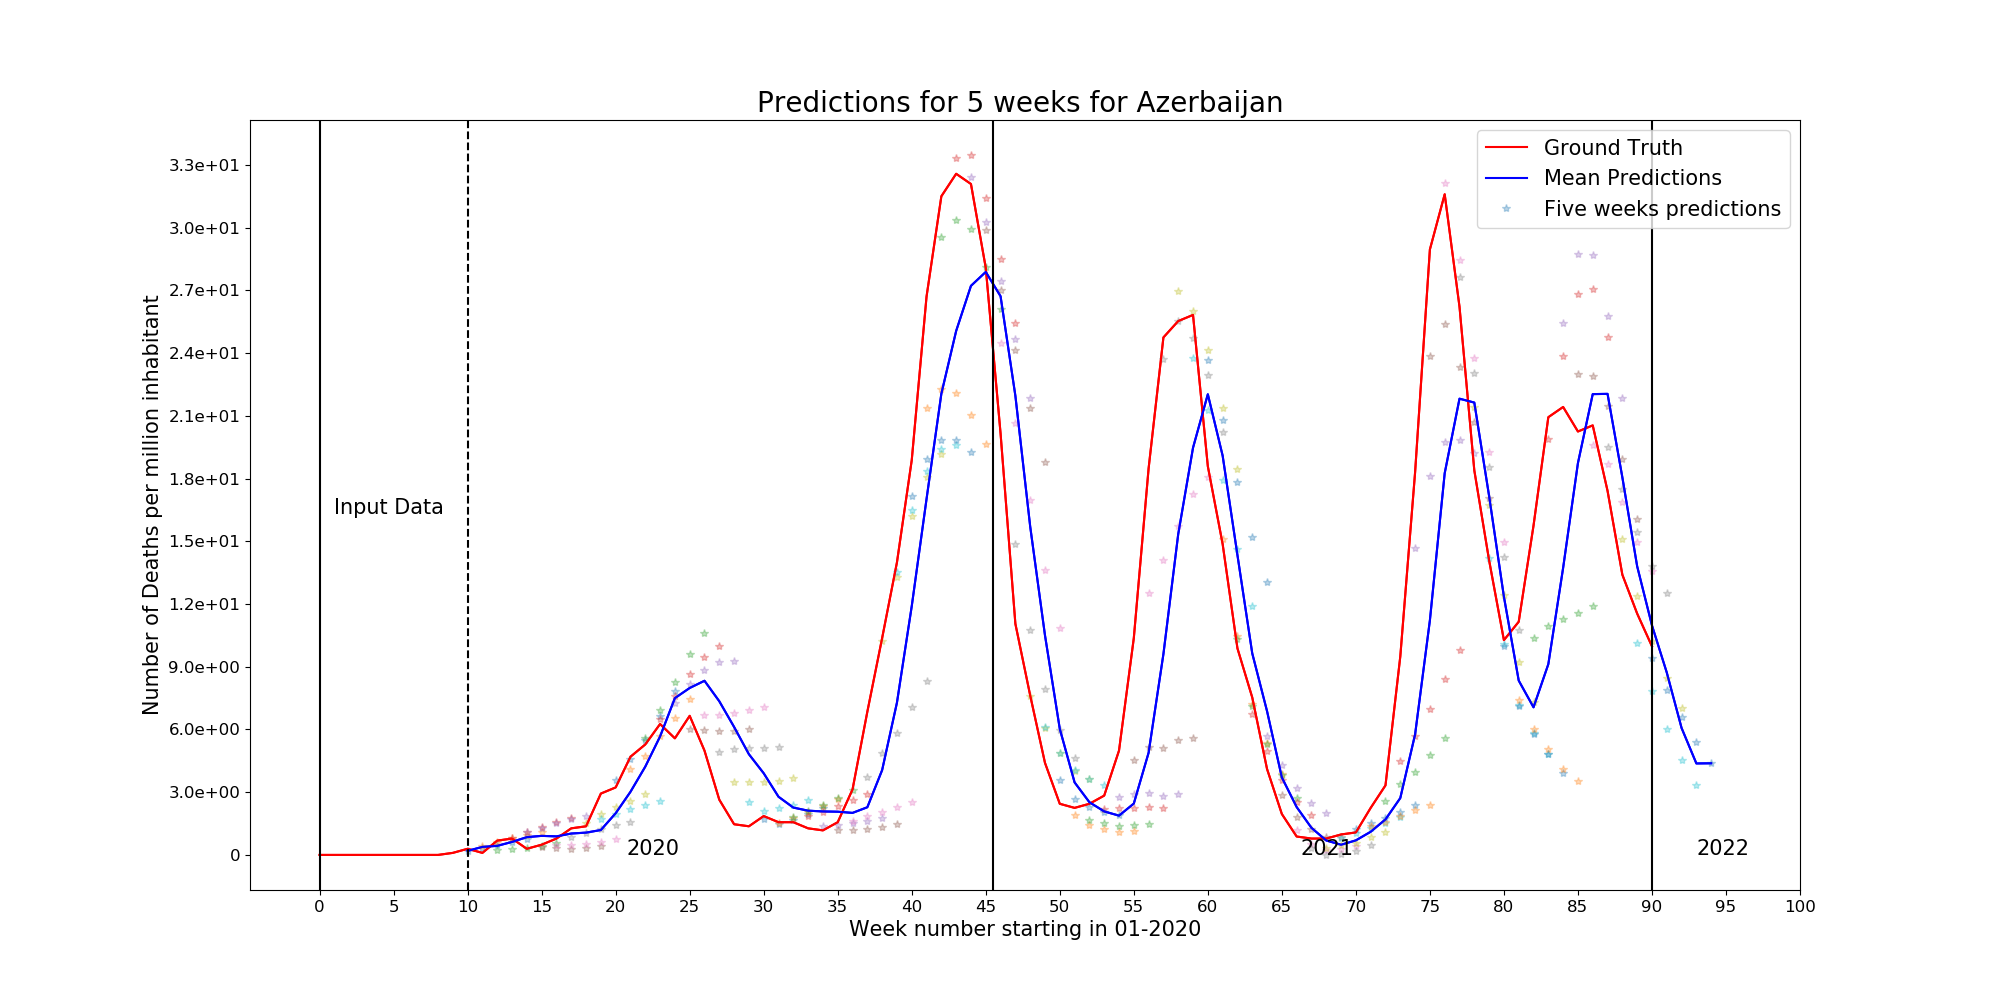 Predictions for 5 weeks for Azerbaijan
Ground Truth
Mean Predictions
Five weeks predictions
Number of Deaths per million inhabitant
3.3e+01
3.0e+01
2.7e+01
2.4e+01
2.1e+01
1.8e+01
1.5e+01
1.2e+01
9.0e+00
6.0e+00
3.0e+00
0
Input Data
2020
2021
2022
0 5 10 15 20 25 30 35 40 45 50 55 60 65 70 75 80 85 90 95 100
Week number starting in 01-2020